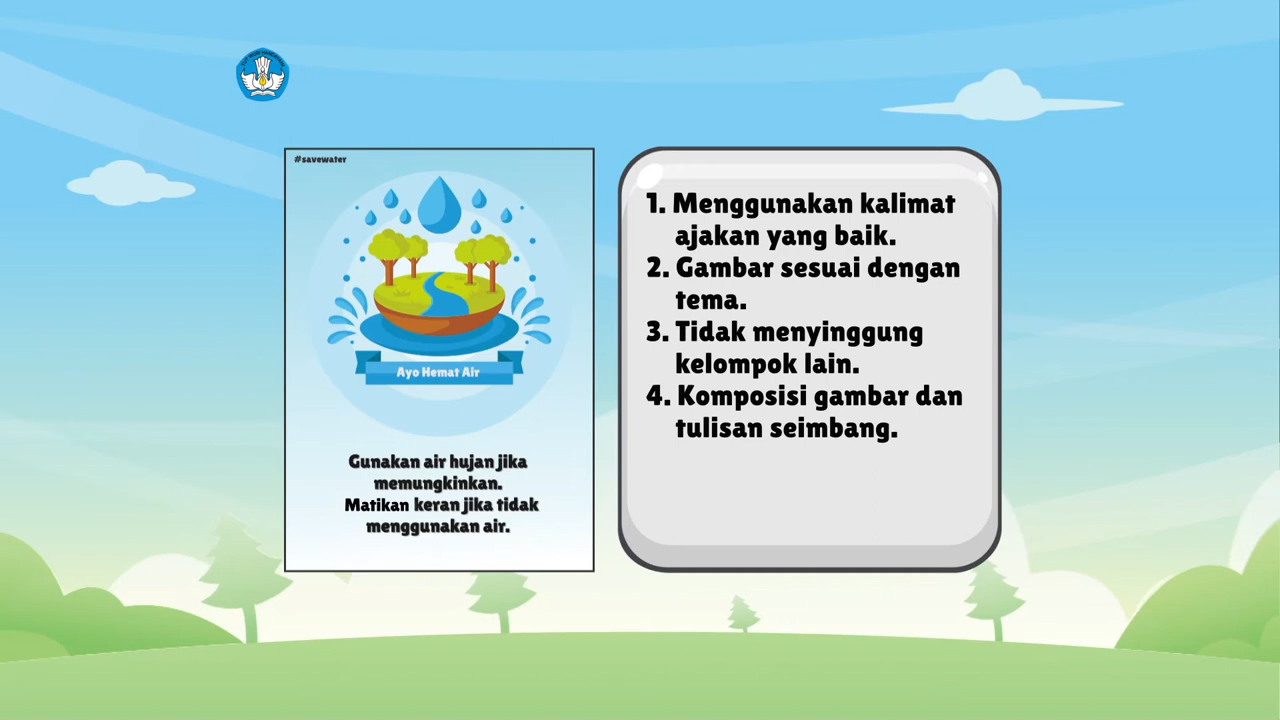 #savewater
Ayo Hemat Air
Gunakan air hujan jika
memungkinkan.
Matikan keran jika tidak
menggunakan air.
1. Menggunakan kalimat
ajakan yang baik.
2. Gambar sesuai dengan
tema.
3. Tidak menyinggung
kelompok lain.
4. Komposisi gambar dan
tulisan seimbang.